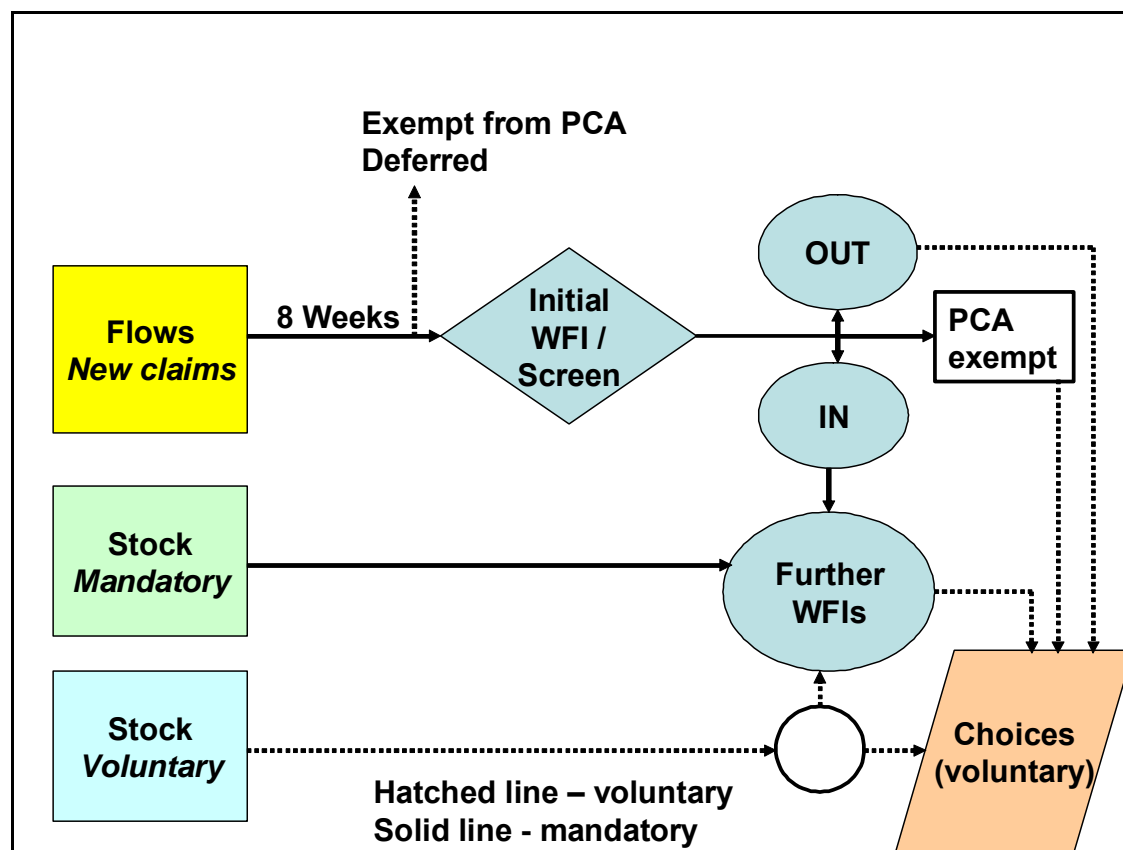 Exempt from PCA
Deferred
OUT
8 Weeks
Initial
WFI /
Screen
Flows
New claims
PCA
exempt
IN
Stock
Mandatory
Further
WFIs
Stock
Voluntary
Choices
(voluntary)
Hatched line – voluntary
Solid line - mandatory